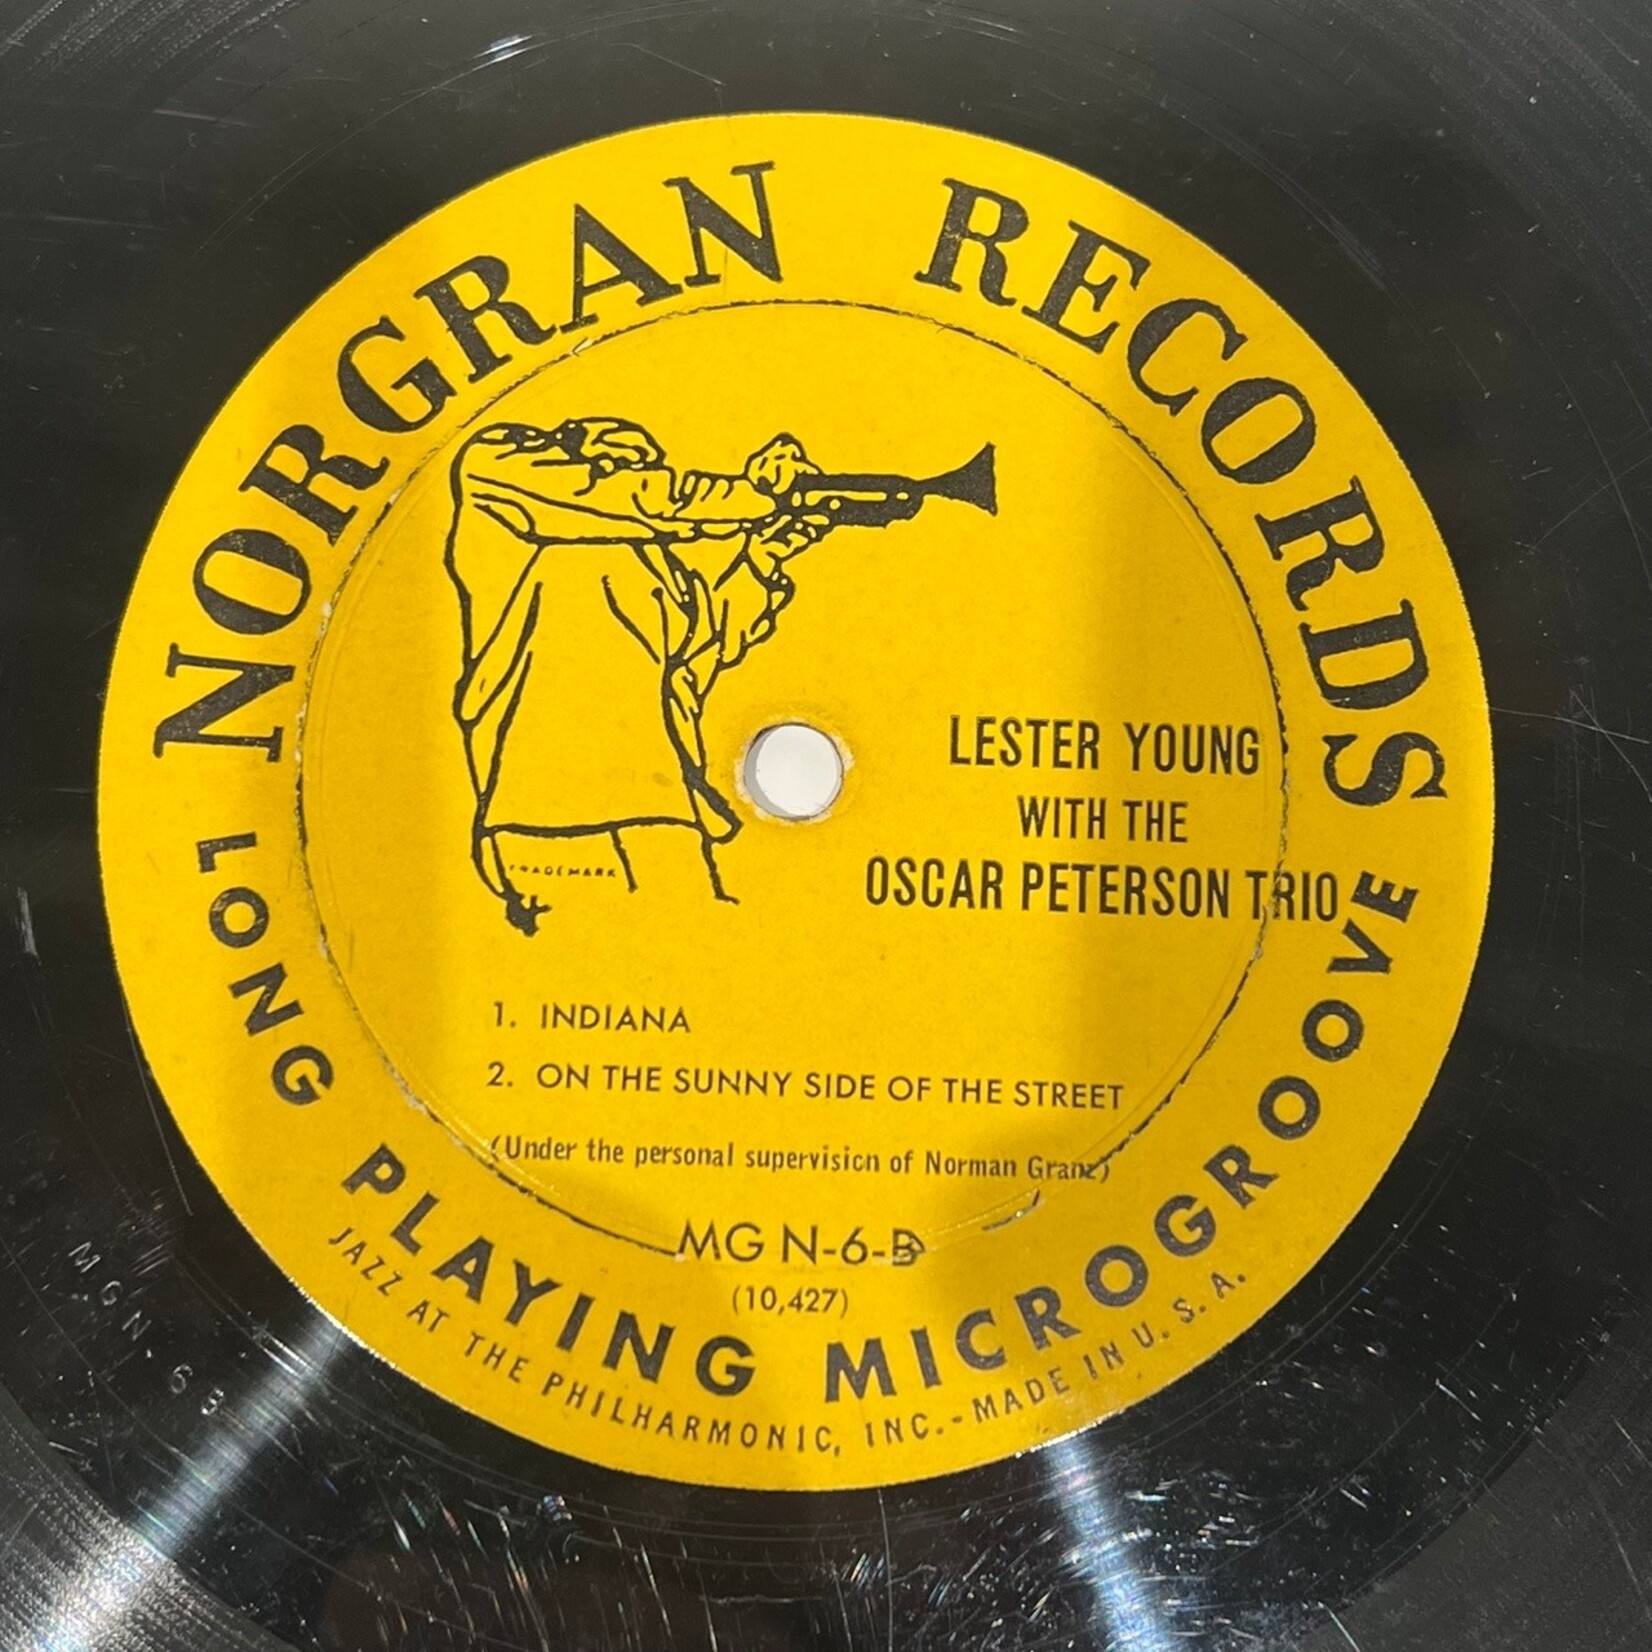 NORGRAN RECORDS
TRADEMARK
LESTER YOUNG
WITH THE
OSCAR PETERSON TRIO
1. INDIANA
2. ON THE SUNNY SIDE OF THE STREET
(Under the personal supervision of Norman Granz)
MG N-6-B
(10,427)
LONG PLAYING MICROGROOVE
JAZZ AT THE PHILHARMONIC, INC.-MADE IN U. S. A.
MGN 6B